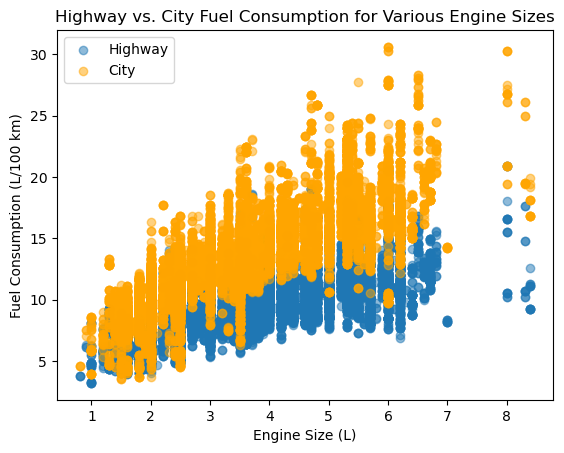 Highway vs. City Fuel Consumption for Various Engine Sizes
Highway
City
Fuel Consumption (L/100 km)
30
25
20
15
10
5
1 2 3 4 5 6 7 8
Engine Size (L)